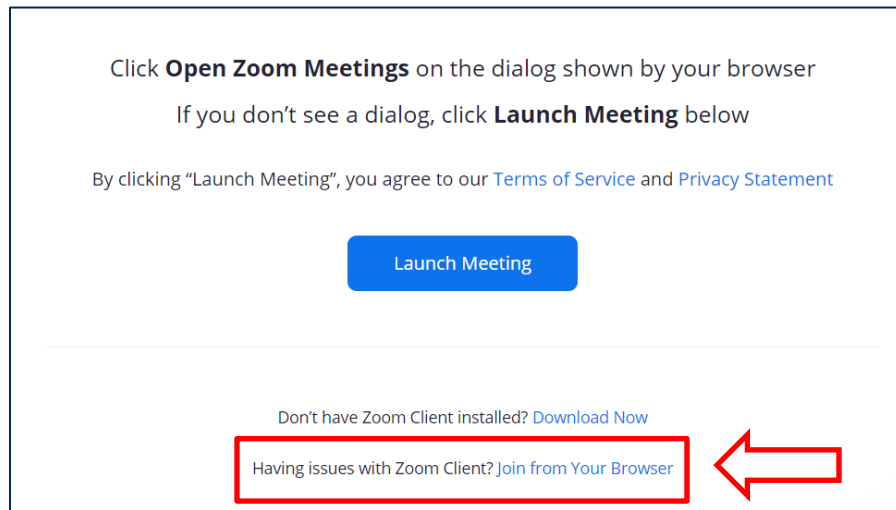 Click Open Zoom Meetings on the dialog shown by your browser
If you don’t see a dialog, click Launch Meeting below
By clicking “Launch Meeting”, you agree to our Terms of Service and Privacy Statement
Launch Meeting
Don’t have Zoom Client installed? Download Now
Having issues with Zoom Client? Join from Your Browser